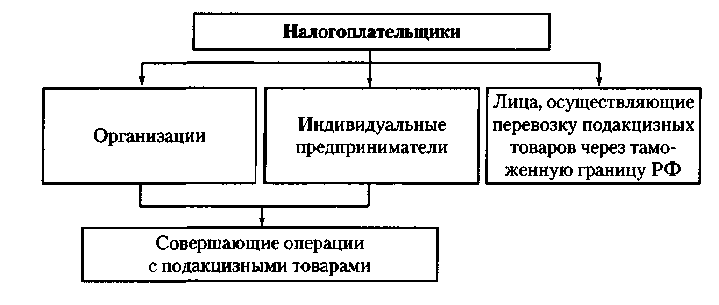 Налогоплательщики
Организации
Индивидуальные
предприниматели
Лица, осуществляющие
перевозку подакцизных
товаров через тамо-
женную границу РФ
Совершающие операции
с подакцизными товарами